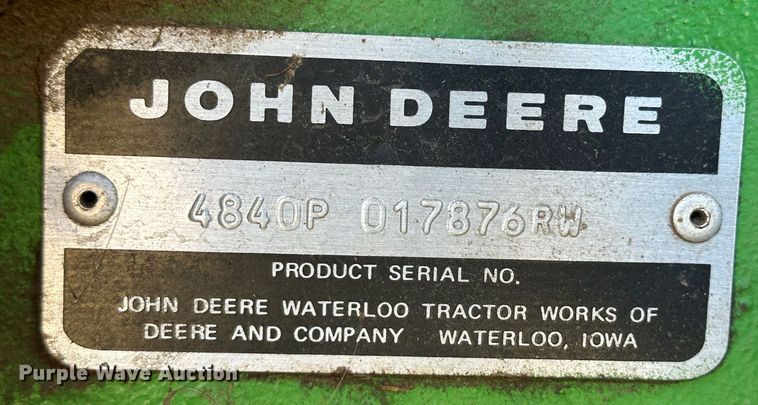 JOHN DEERE
4840P 017876RW
PRODUCT SERIAL NO.
JOHN DEERE WATERLOO TRACTOR WORKS OF
DEERE AND COMPANY WATERLOO, IOWA
Purple Wave Auction